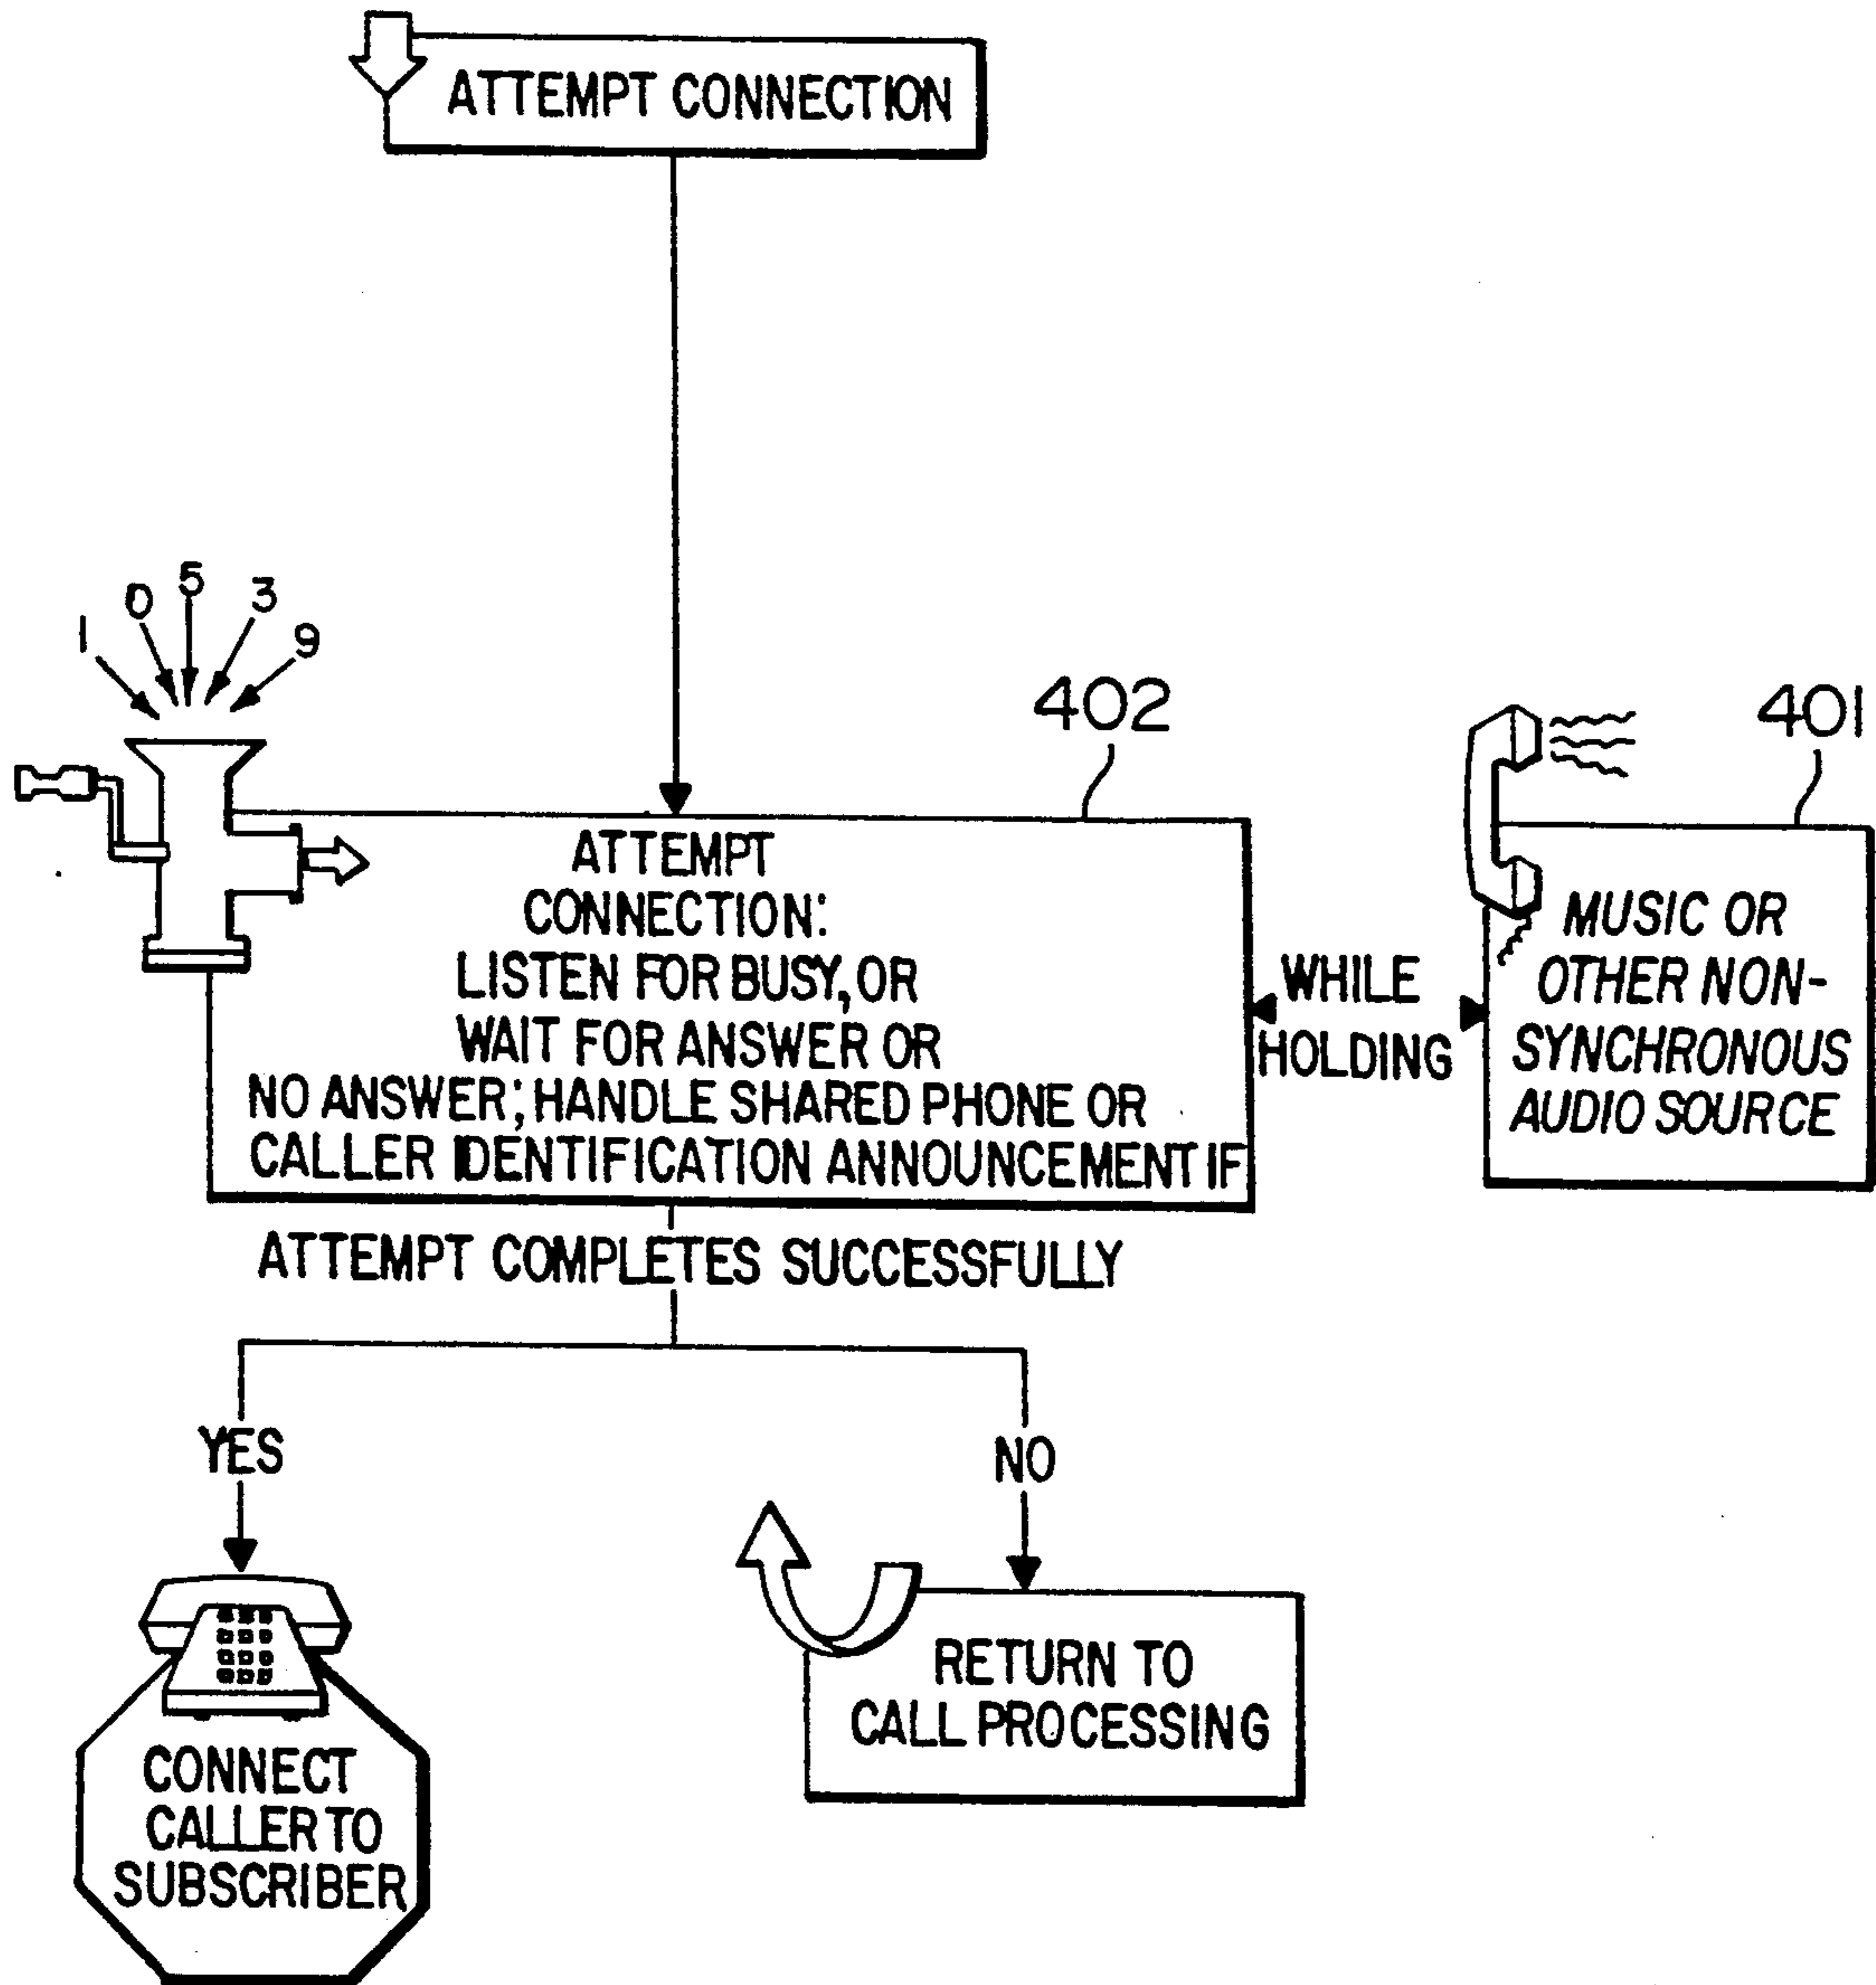 ATTEMPT CONNECTION
1 0 5 3 9
402
401
ATTEMPT
CONNECTION:
LISTEN FOR BUSY, OR
WAIT FOR ANSWER OR
NO ANSWER; HANDLE SHARED PHONE OR
CALLER IDENTIFICATION ANNOUNCEMENT IF
WHILE
HOLDING
MUSIC OR
OTHER NON-
SYNCHRONOUS
AUDIO SOURCE
ATTEMPT COMPLETES SUCCESSFULLY
YES
NO
CONNECT
CALLER TO
SUBSCRIBER
RETURN TO
CALL PROCESSING